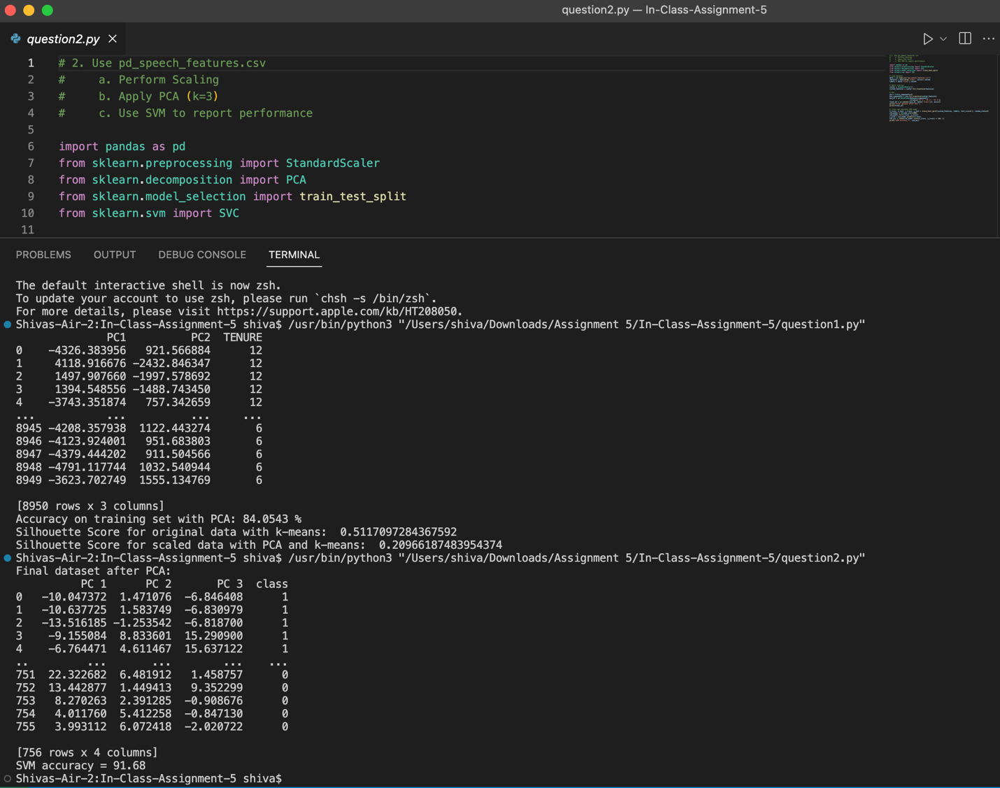 question2.py — In-Class-Assignment-5
question2.py
1 # 2. Use pd_speech_features.csv
2 #     a. Perform Scaling
3 #     b. Apply PCA (k=3)
4 #     c. Use SVM to report performance
5
6 import pandas as pd
7 from sklearn.preprocessing import StandardScaler
8 from sklearn.decomposition import PCA
9 from sklearn.model_selection import train_test_split
10 from sklearn.svm import SVC
11
PROBLEMS OUTPUT DEBUG CONSOLE TERMINAL
The default interactive shell is now zsh.
To update your account to use zsh, please run `chsh -s /bin/zsh`.
For more details, please visit https://support.apple.com/kb/HT208050.
Shivas-Air-2:In-Class-Assignment-5 shiva$ /usr/bin/python3 "/Users/shiva/Downloads/Assignment 5/In-Class-Assignment-5/question1.py"
              PC1          PC2  TENURE
0    -4326.383956   921.566884      12
1     4118.916676 -2432.846347      12
2     1497.907660 -1997.578692      12
3     1394.548556 -1488.743450      12
4    -3743.351874   757.342659      12
...           ...          ...     ...
8945 -4208.357938  1122.443274       6
8946 -4123.924001   951.683803       6
8947 -4379.444202   911.504566       6
8948 -4791.117744  1032.540944       6
8949 -3623.702749  1555.134769       6
[8950 rows x 3 columns]
Accuracy on training set with PCA: 84.0543 %
Silhouette Score for original data with k-means:  0.5117097284367592
Silhouette Score for scaled data with PCA and k-means:  0.20966187483954374
Shivas-Air-2:In-Class-Assignment-5 shiva$ /usr/bin/python3 "/Users/shiva/Downloads/Assignment 5/In-Class-Assignment-5/question2.py"
Final dataset after PCA:
          PC 1      PC 2       PC 3  class
0   -10.047372  1.471076  -6.846408      1
1   -10.637725  1.583749  -6.830979      1
2   -13.516185 -1.253542  -6.818700      1
3    -9.155084  8.833601  15.290900      1
4    -6.764471  4.611467  15.637122      1
..         ...       ...        ...    ...
751  22.322682  6.481912   1.458757      0
752  13.442877  1.449413   9.352299      0
753   8.270263  2.391285  -0.908676      0
754   4.011760  5.412258  -0.847130      0
755   3.993112  6.072418  -2.020722      0
[756 rows x 4 columns]
SVM accuracy = 91.68
Shivas-Air-2:In-Class-Assignment-5 shiva$